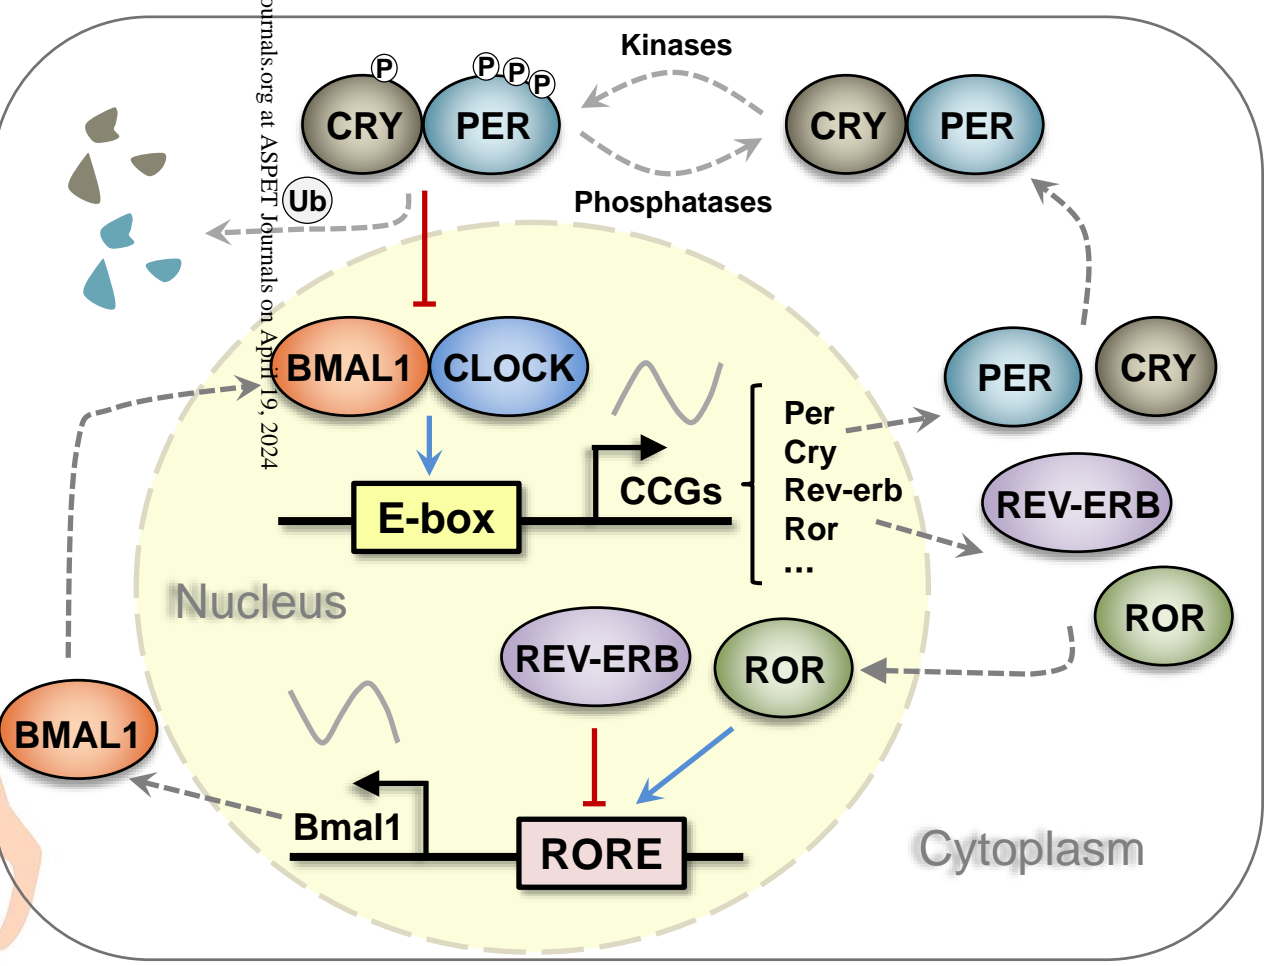 ournals.org at ASPET Journals on April 19, 2024
Kinases
P
P
P
P
CRY
PER
CRY
PER
Phosphatases
Ub
BMAL1
CLOCK
PER
CRY
Per
Cry
Rev-erb
Ror
...
CCGs
E-box
REV-ERB
Nucleus
ROR
REV-ERB
ROR
BMAL1
Bmal1
RORE
Cytoplasm